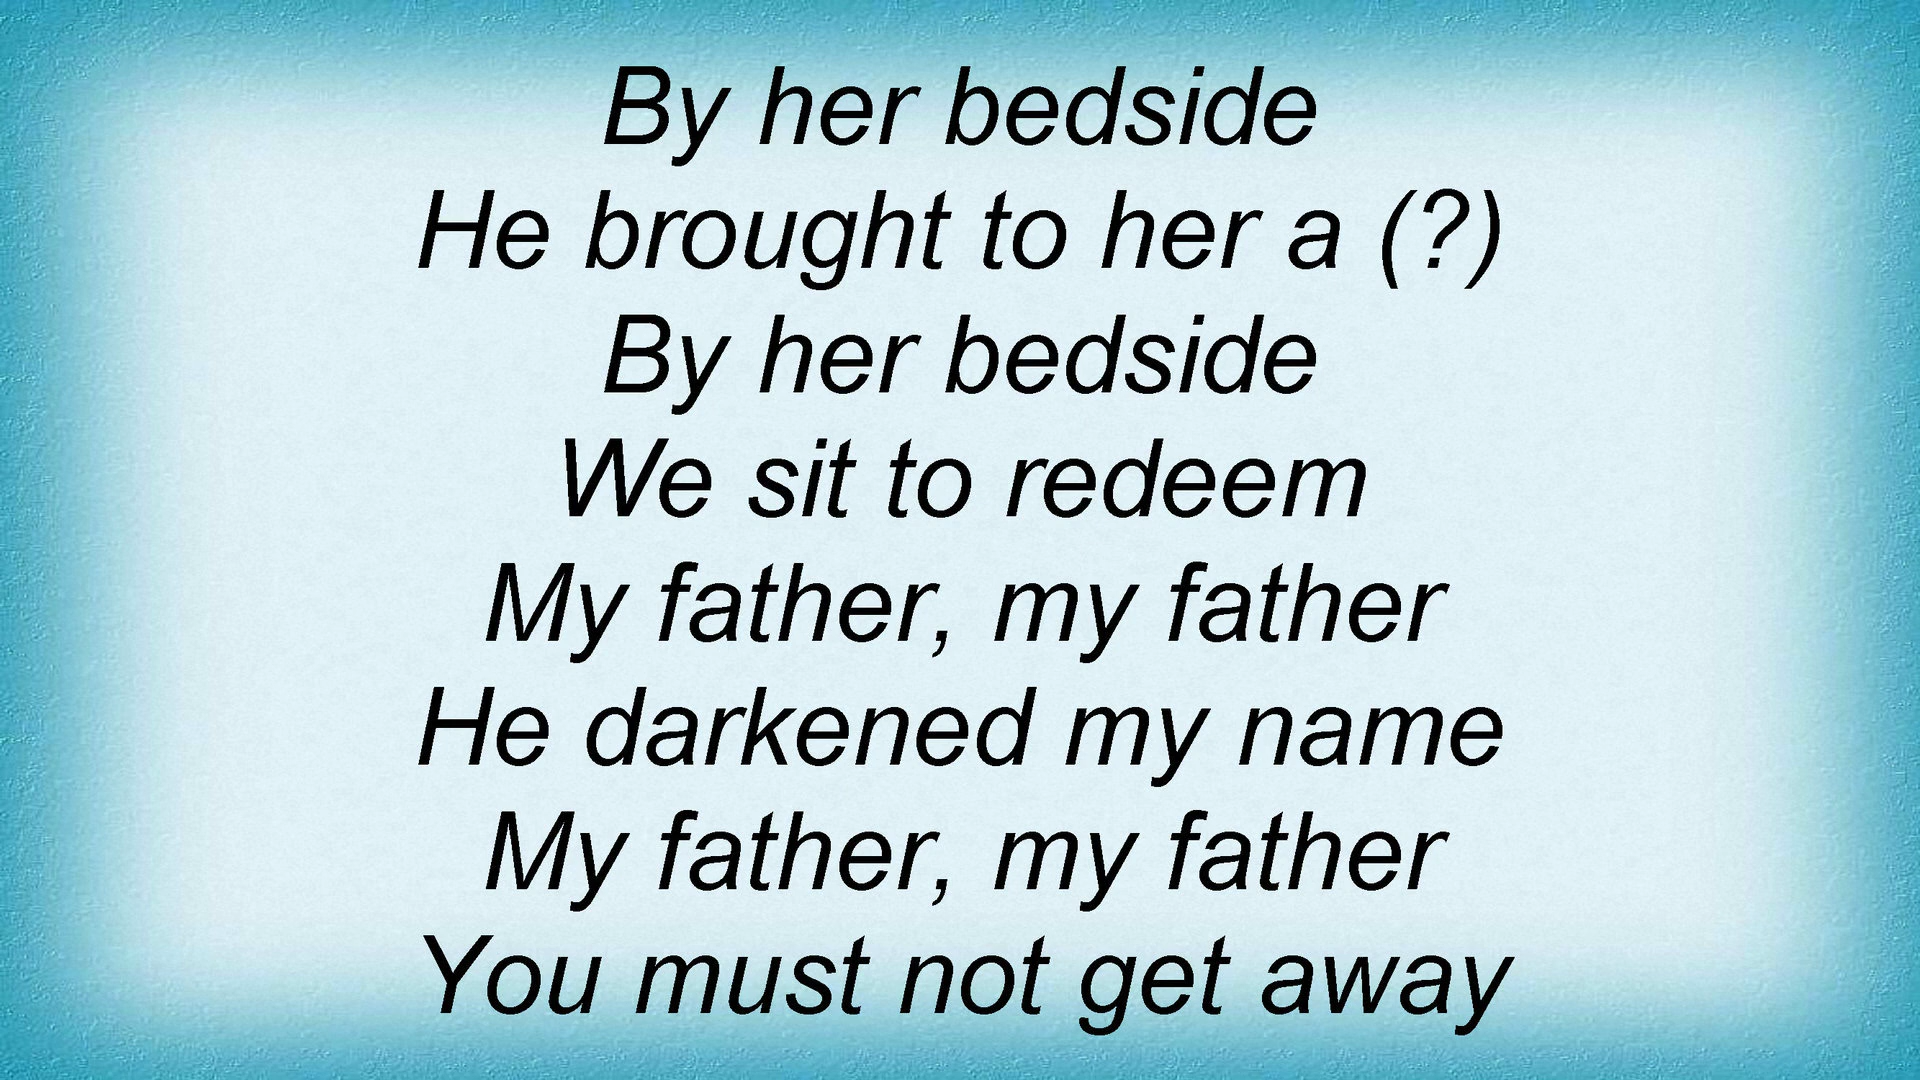 By her bedside
He brought to her a (?)
By her bedside
We sit to redeem
My father, my father
He darkened my name
My father, my father
You must not get away